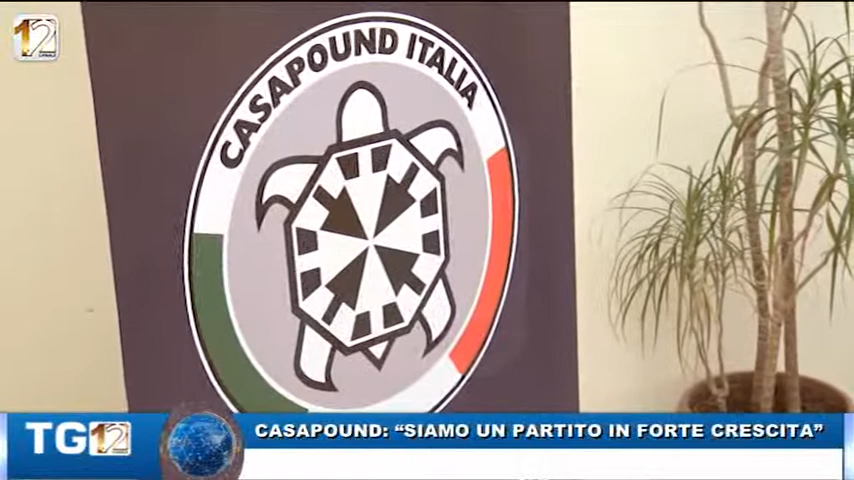 12
CASAPOUND ITALIA
TG12
CASAPOUND: “SIAMO UN PARTITO IN FORTE CRESCITA”